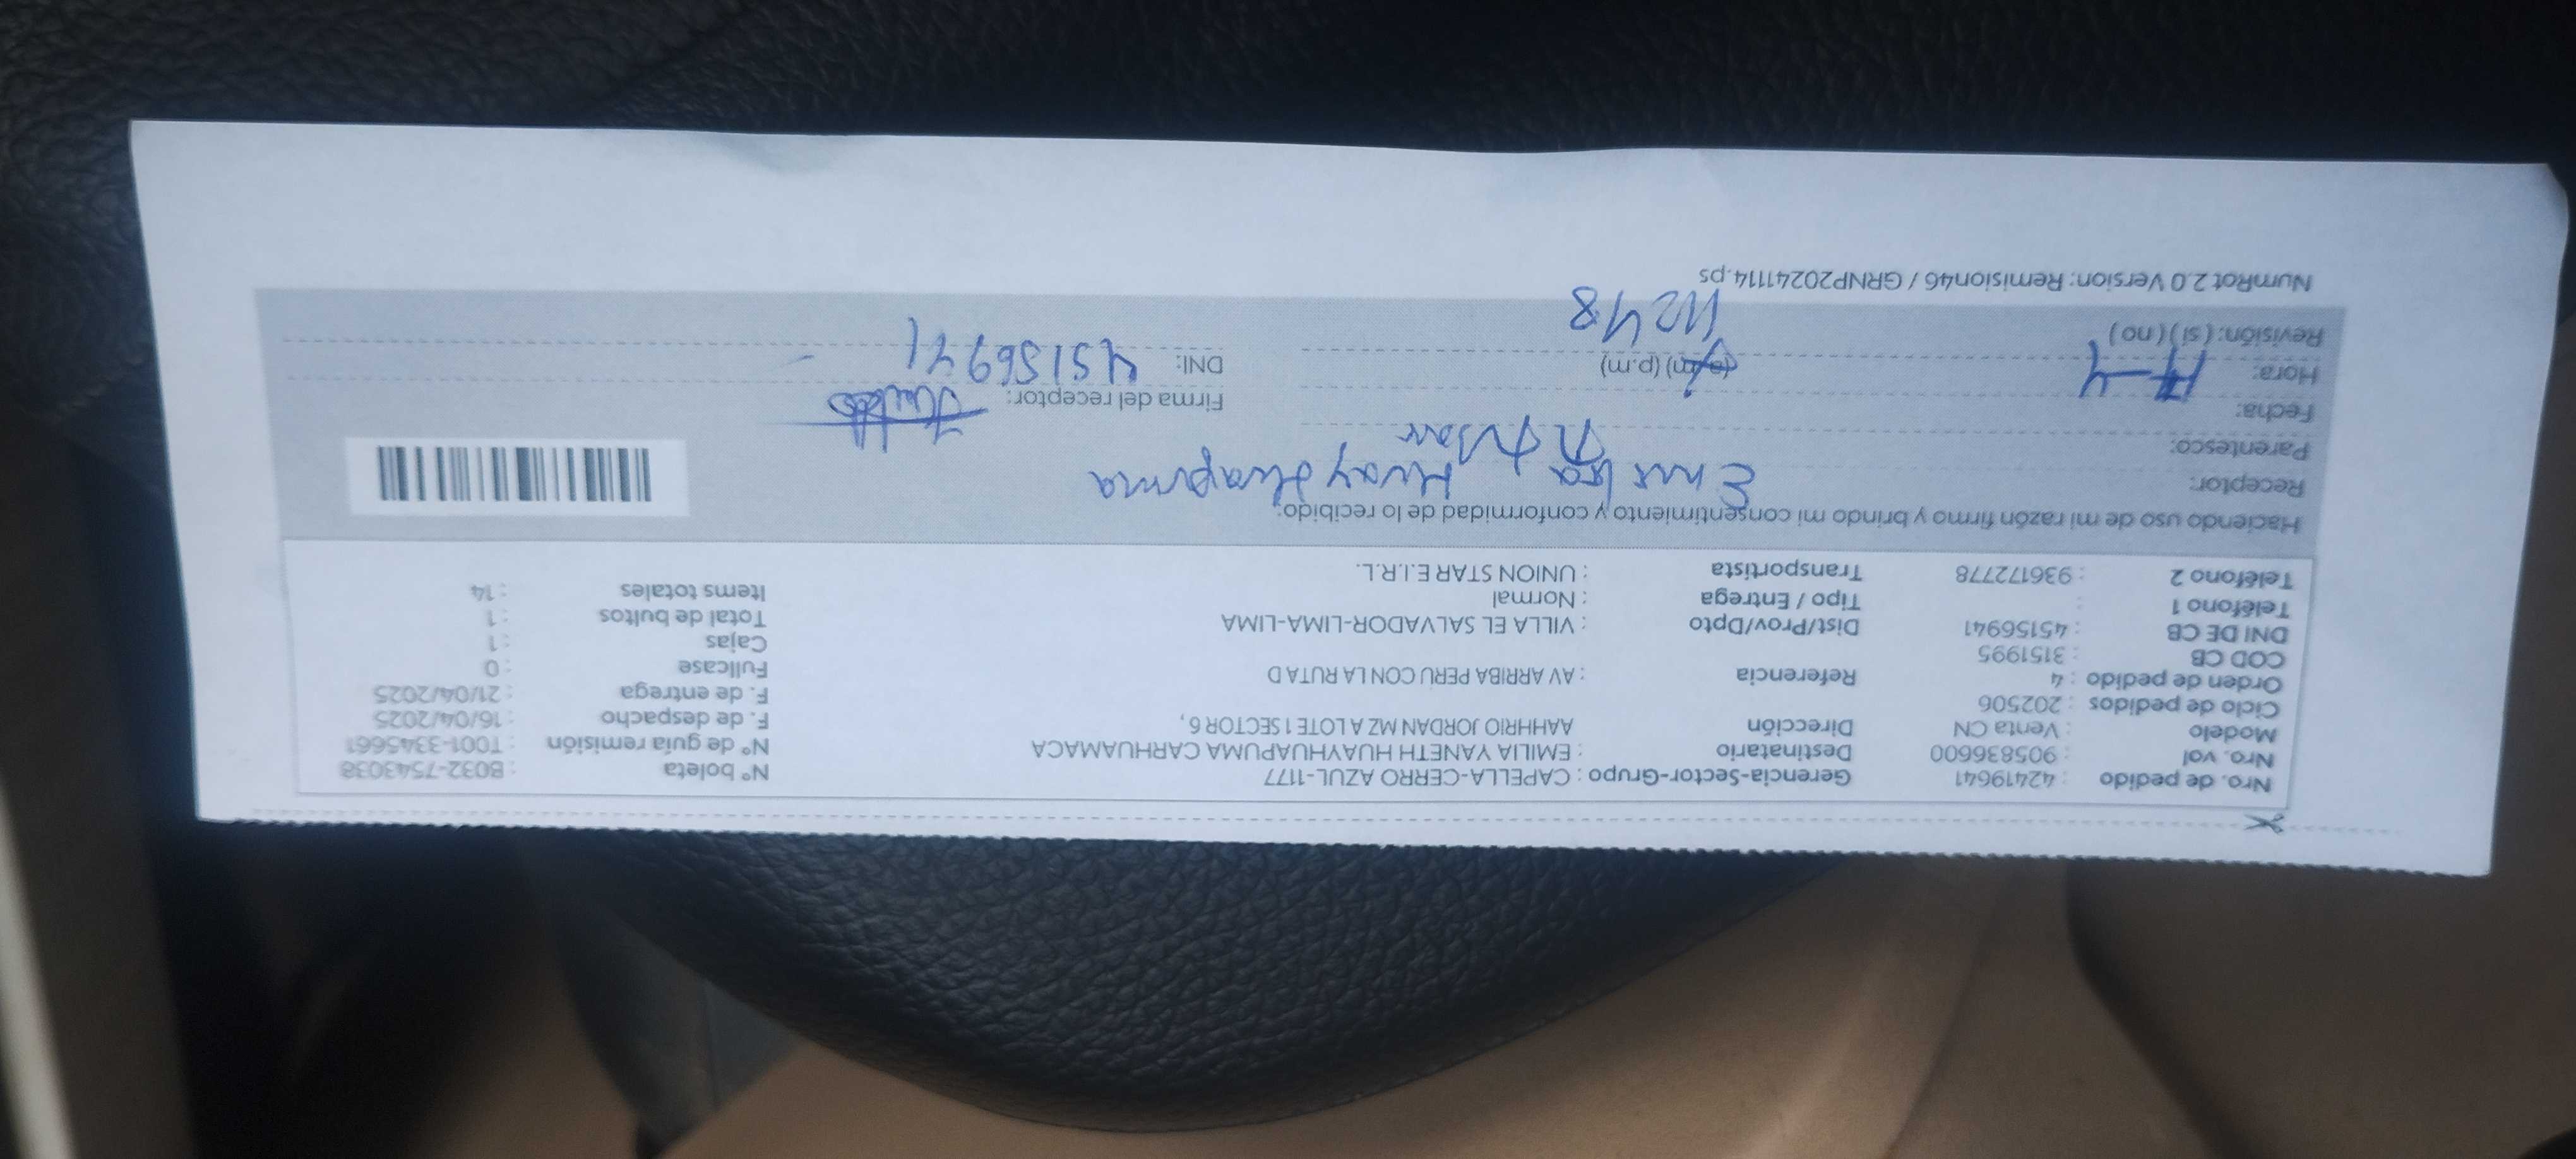 Nro. de pedido : 42419641 Gerencia-Sector-Grupo : CAPELLA-CERRO AZUL-1177 N° boleta : B032-7543038
Nro. vol : 905836600 Destinatario : EMILIA YANETH HUAYHUAPUMA CARHUAMACA N° de guía remisión : T001-3345661
Modelo : Venta CN Dirección AAHHRIO JORDAN MZ A LOTE 1 SECTOR 6 , F. de despacho : 16/04/2025
Ciclo de pedidos : 202506 F. de entrega : 21/04/2025
Orden de pedido : 4 Referencia : AV ARRIBA PERU CON LA RUTA D Fullcase : 0
COD CB : 3151995 Cajas : 1
DNI DE CB : 45156941 Dist/Prov/Dpto : VILLA EL SALVADOR-LIMA-LIMA Total de bultos : 1
Teléfono 1 : Tipo / Entrega : Normal Items totales : 14
Teléfono 2 : 936172778 Transportista : UNION STAR E.I.R.L.
Haciendo uso de mi razón firmo y brindo mi consentimiento y conformidad de lo recibido:
Receptor:
Parentesco:
Fecha: Firma del receptor:
Hora: (a.m) (p.m) DNI: 45156941
Revisión: ( si ) ( no )
NumRot 2.0 Version: Remision46 / GRNP20241114.ps